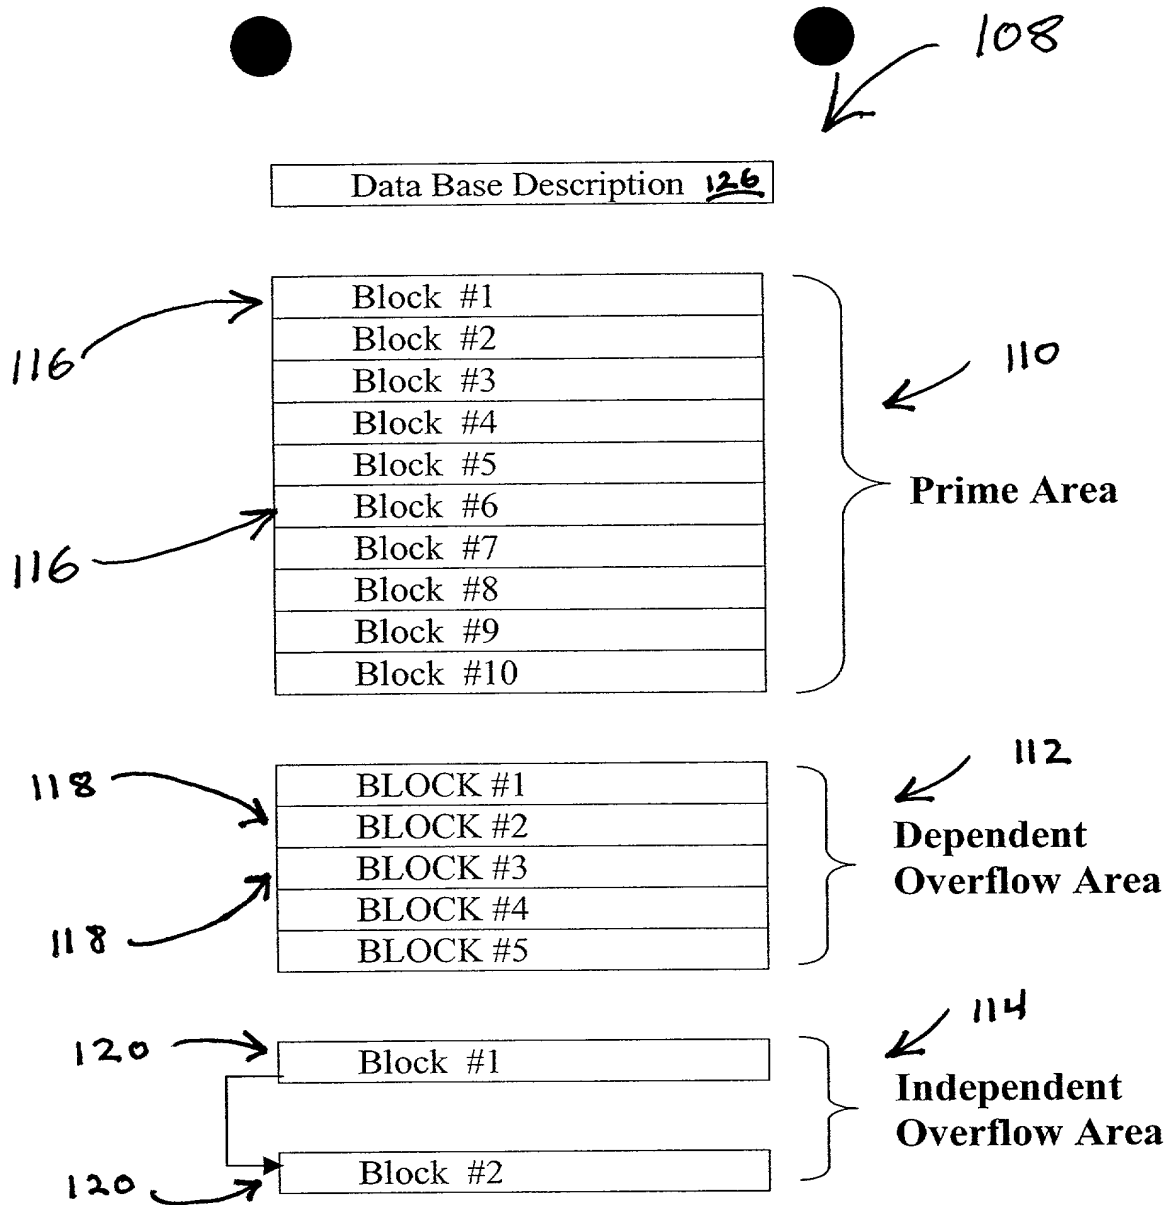 108
Data Base Description 126
Block #1
Block #2
116
110
Block #3
Block #4
Block #5
Block #6
Prime Area
Block #7
116
Block #8
Block #9
Block #10
112
118
BLOCK #1
BLOCK #2
Dependent
BLOCK #3
Overflow Area
BLOCK #4
118
BLOCK #5
114
120
Block #1
Independent
Overflow Area
Block #2
120